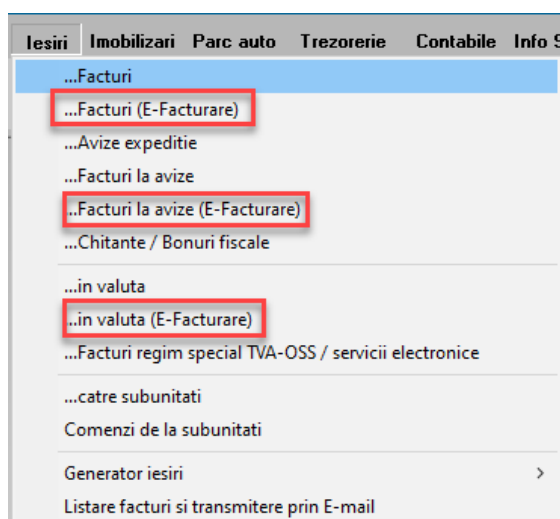 Iesiri Imobilizari Parc auto Trezorerie Contabile Info
...Facturi
...Facturi (E-Facturare)
...Avize expeditie
...Facturi la avize
...Facturi la avize (E-Facturare)
...Chitante / Bonuri fiscale
...in valuta
...in valuta (E-Facturare)
...Facturi regim special TVA-OSS / servicii electronice
...catre subunitati
Comenzi de la subunitati
Generator iesiri >
Listare facturi si transmitere prin E-mail